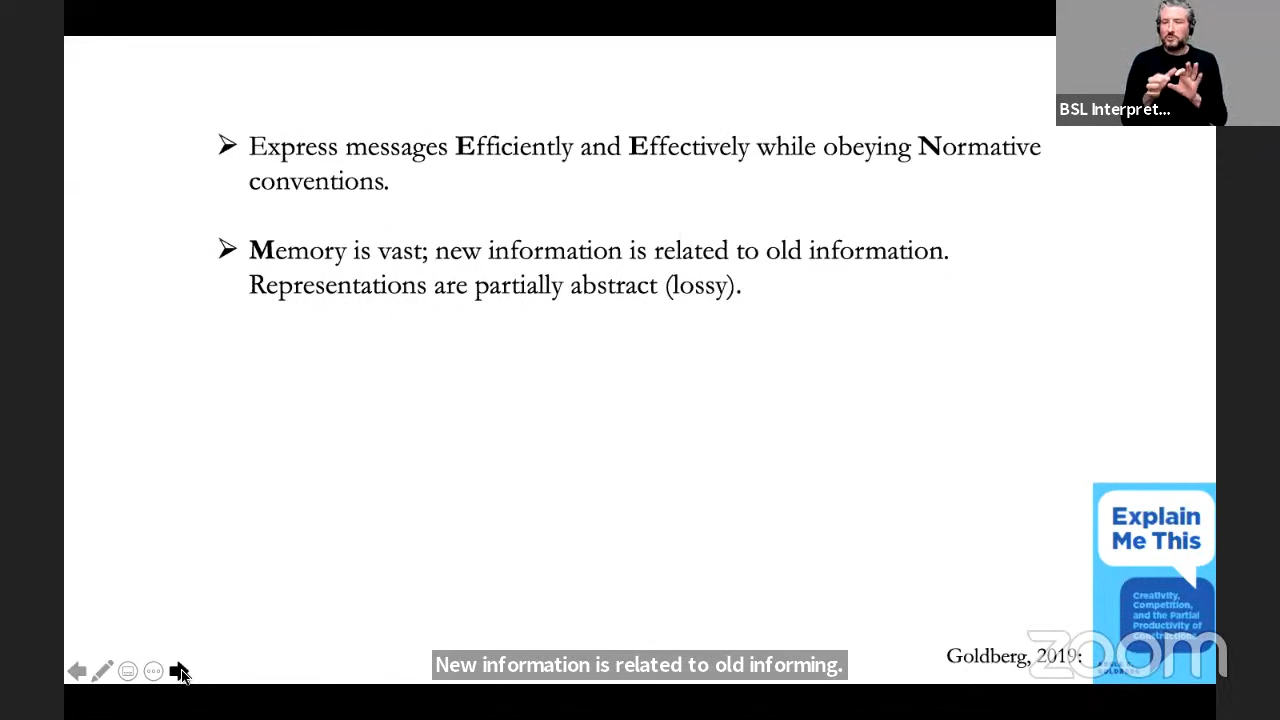 BSL Interpret...
➢ Express messages Efficiently and Effectively while obeying Normative
conventions.
➢ Memory is vast; new information is related to old information.
Representations are partially abstract (lossy).
Explain
Me This
Creativity,
Competition,
and the Partial
Productivity of
Constructions
Goldberg, 2019:
GOLDBERG
zoom
New information is related to old informing.